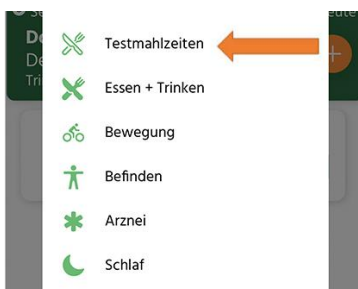 Testmahlzeiten
Essen + Trinken
Bewegung
Befinden
Arznei
Schlaf